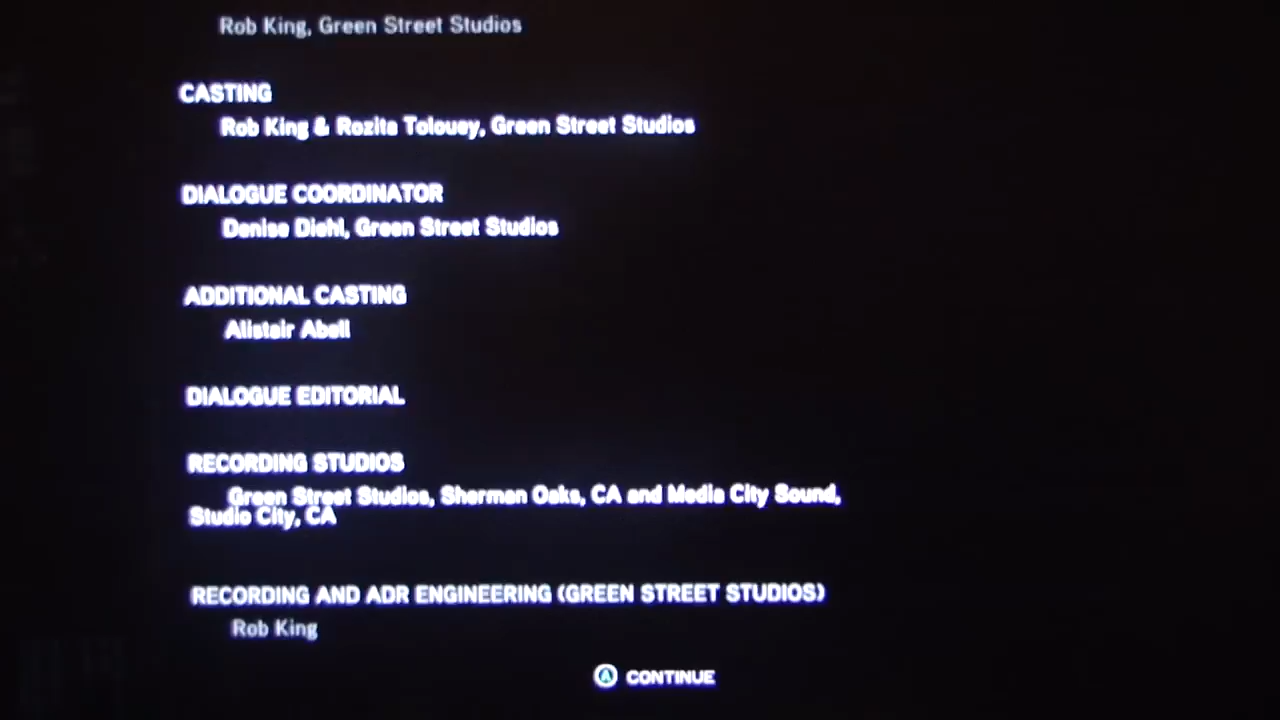 Rob King, Green Street Studios
CASTING
Rob King & Rozita Tolouey, Green Street Studios
DIALOGUE COORDINATOR
Denise Diehl, Green Street Studios
ADDITIONAL CASTING
Alistair Abell
DIALOGUE EDITORIAL
RECORDING STUDIOS
Green Street Studios, Sherman Oaks, CA and Media City Sound,
Studio City, CA
RECORDING AND ADR ENGINEERING (GREEN STREET STUDIOS)
Rob King
A CONTINUE